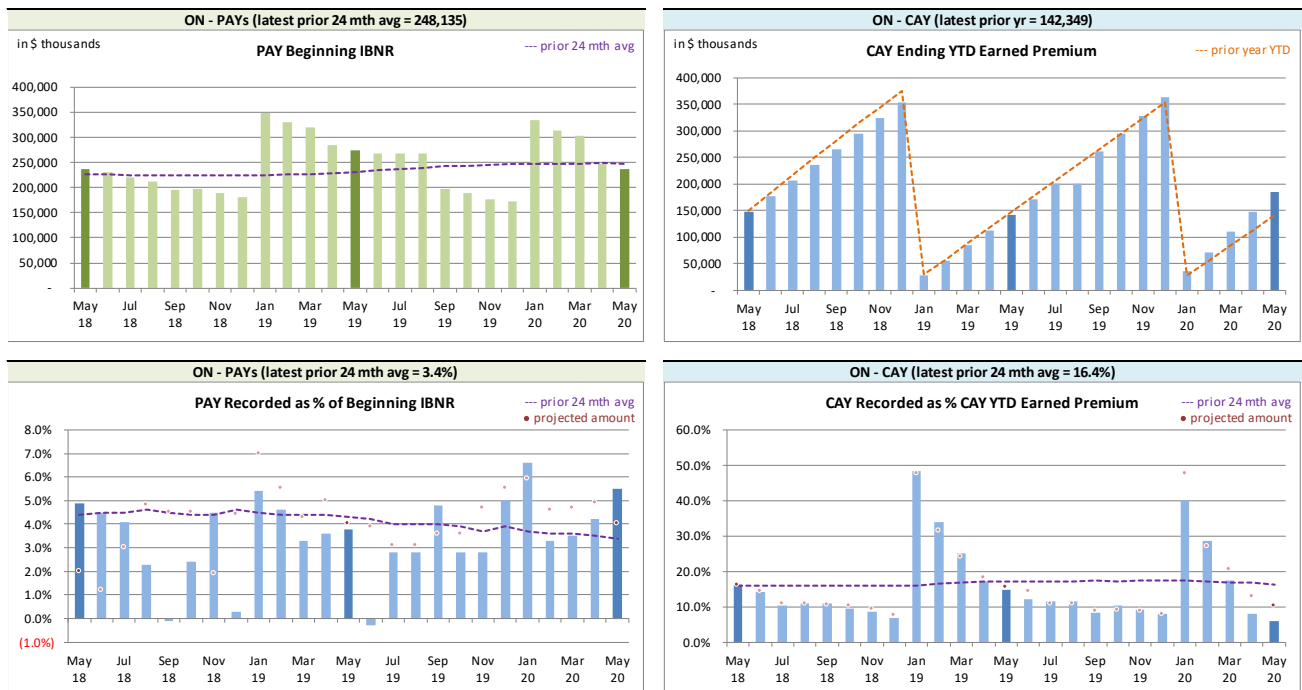 ON - PAYs (latest prior 24 mth avg = 248,135)
in $ thousands
PAY Beginning IBNR
--- prior 24 mth avg
400,000
350,000
300,000
250,000
200,000
150,000
100,000
50,000
-
May Jul Sep Nov Jan Mar May Jul Sep Nov Jan Mar May
18 18 18 18 19 19 19 19 19 19 20 20 20
ON - CAY (latest prior yr = 142,349)
in $ thousands
CAY Ending YTD Earned Premium
--- prior year YTD
400,000
350,000
300,000
250,000
200,000
150,000
100,000
50,000
-
May Jul Sep Nov Jan Mar May Jul Sep Nov Jan Mar May
18 18 18 18 19 19 19 19 19 19 20 20 20
ON - PAYs (latest prior 24 mth avg = 3.4%)
PAY Recorded as % of Beginning IBNR
--- prior 24 mth avg
• projected amount
8.0%
7.0%
6.0%
5.0%
4.0%
3.0%
2.0%
1.0%
0.0%
(1.0%)
May Jul Sep Nov Jan Mar May Jul Sep Nov Jan Mar May
18 18 18 18 19 19 19 19 19 19 20 20 20
ON - CAY (latest prior 24 mth avg = 16.4%)
CAY Recorded as % CAY YTD Earned Premium
--- prior 24 mth avg
• projected amount
60.0%
50.0%
40.0%
30.0%
20.0%
10.0%
0.0%
May Jul Sep Nov Jan Mar May Jul Sep Nov Jan Mar May
18 18 18 18 19 19 19 19 19 19 20 20 20